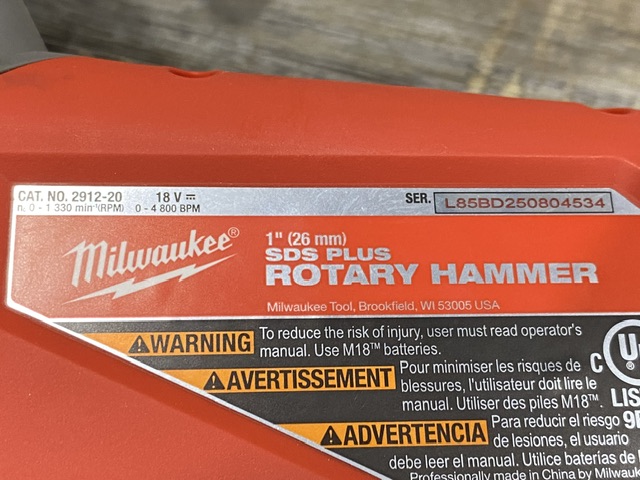 CAT. NO. 2912-20 18 V ⎓ SER. L85BD250804534
n₀ 0 - 1 330 min⁻¹(RPM) 0 - 4 800 BPM
Milwaukee®
1" (26 mm)
SDS PLUS
ROTARY HAMMER
Milwaukee Tool, Brookfield, WI 53005 USA
⚠WARNING To reduce the risk of injury, user must read operator's
manual. Use M18™ batteries.
⚠AVERTISSEMENT Pour minimiser les risques de
blessures, l'utilisateur doit lire le
manual. Utiliser des piles M18™.
C UL
LIS
⚠ADVERTENCIA Para reducir el riesgo
de lesiones, el usuario
debe leer el manual. Utilice baterías de
Professionally made in China by Milwauk